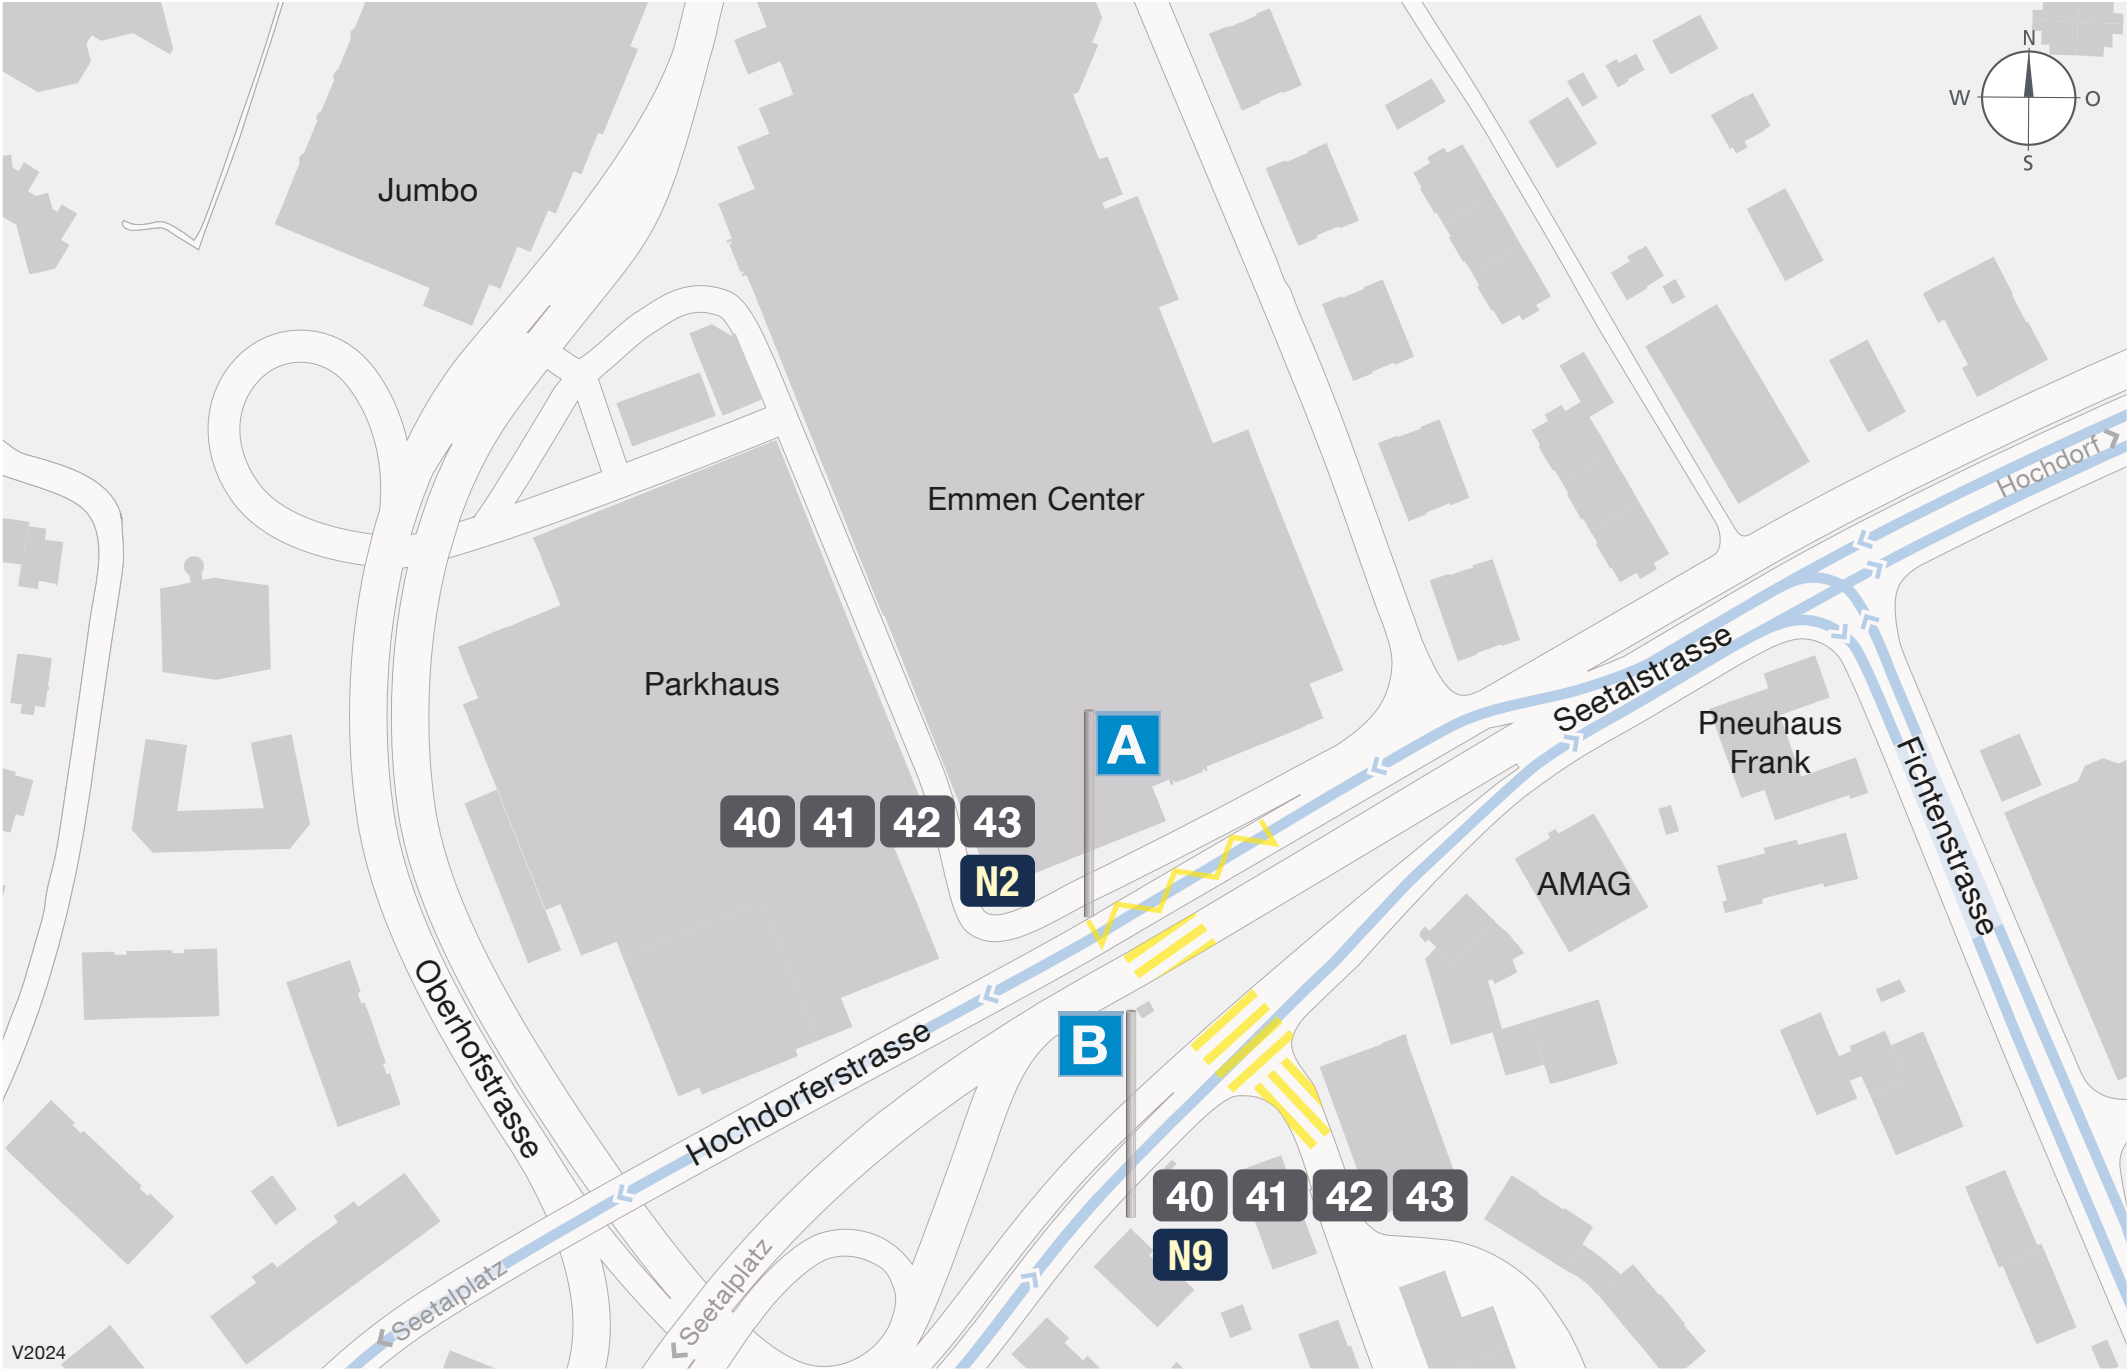 N
W O
S
Jumbo
Hochdorf
Emmen Center
Seetalstrasse
Parkhaus
Pneuhaus
Frank
A
Fichtenstrasse
40 41 42 43
N2
AMAG
Oberhofstrasse
Hochdorferstrasse
B
40 41 42 43
N9
Seetalplatz
Seetalplatz
V2024